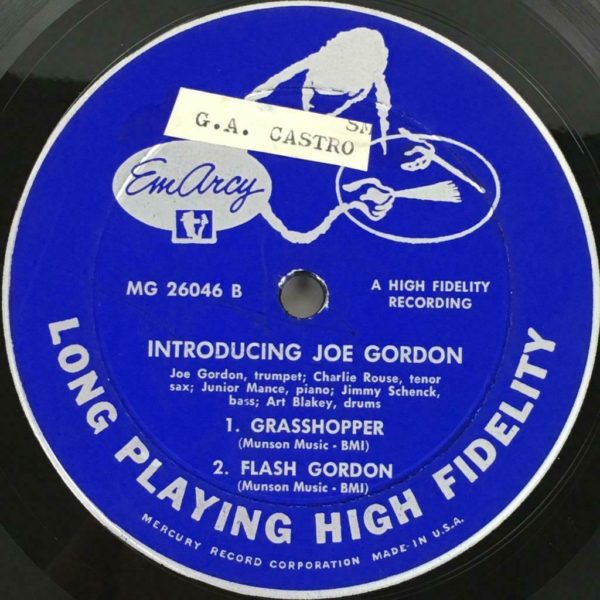 SM
G.A. CASTRO
EmArcy
MG 26046 B
A HIGH FIDELITY
RECORDING
INTRODUCING JOE GORDON
Joe Gordon, trumpet; Charlie Rouse, tenor
sax; Junior Mance, piano; Jimmy Schenck,
bass; Art Blakey, drums
1. GRASSHOPPER
(Munson Music - BMI)
2. FLASH GORDON
(Munson Music - BMI)
LONG PLAYING HIGH FIDELITY
MERCURY RECORD CORPORATION MADE IN U.S.A.